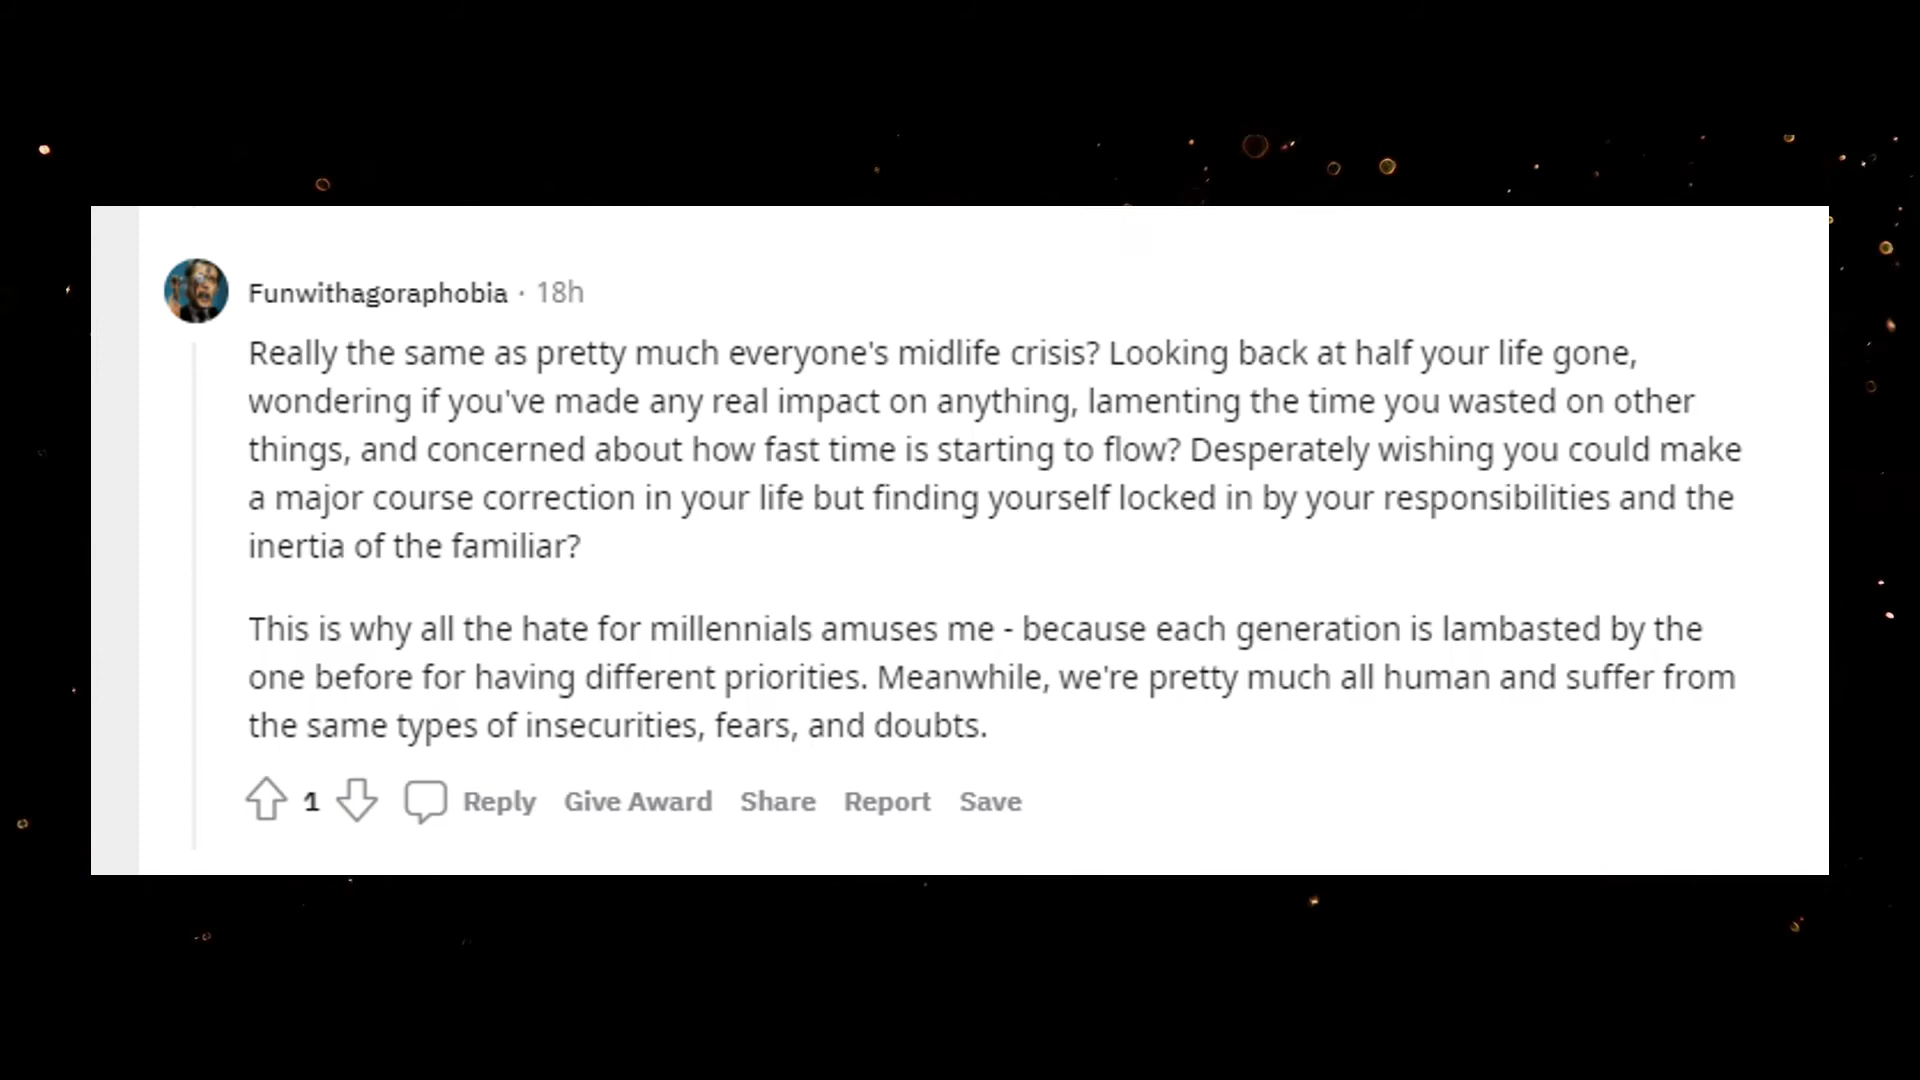 Funwithagoraphobia · 18h
Really the same as pretty much everyone's midlife crisis? Looking back at half your life gone,
wondering if you've made any real impact on anything, lamenting the time you wasted on other
things, and concerned about how fast time is starting to flow? Desperately wishing you could make
a major course correction in your life but finding yourself locked in by your responsibilities and the
inertia of the familiar?
This is why all the hate for millennials amuses me - because each generation is lambasted by the
one before for having different priorities. Meanwhile, we're pretty much all human and suffer from
the same types of insecurities, fears, and doubts.
1 Reply Give Award Share Report Save